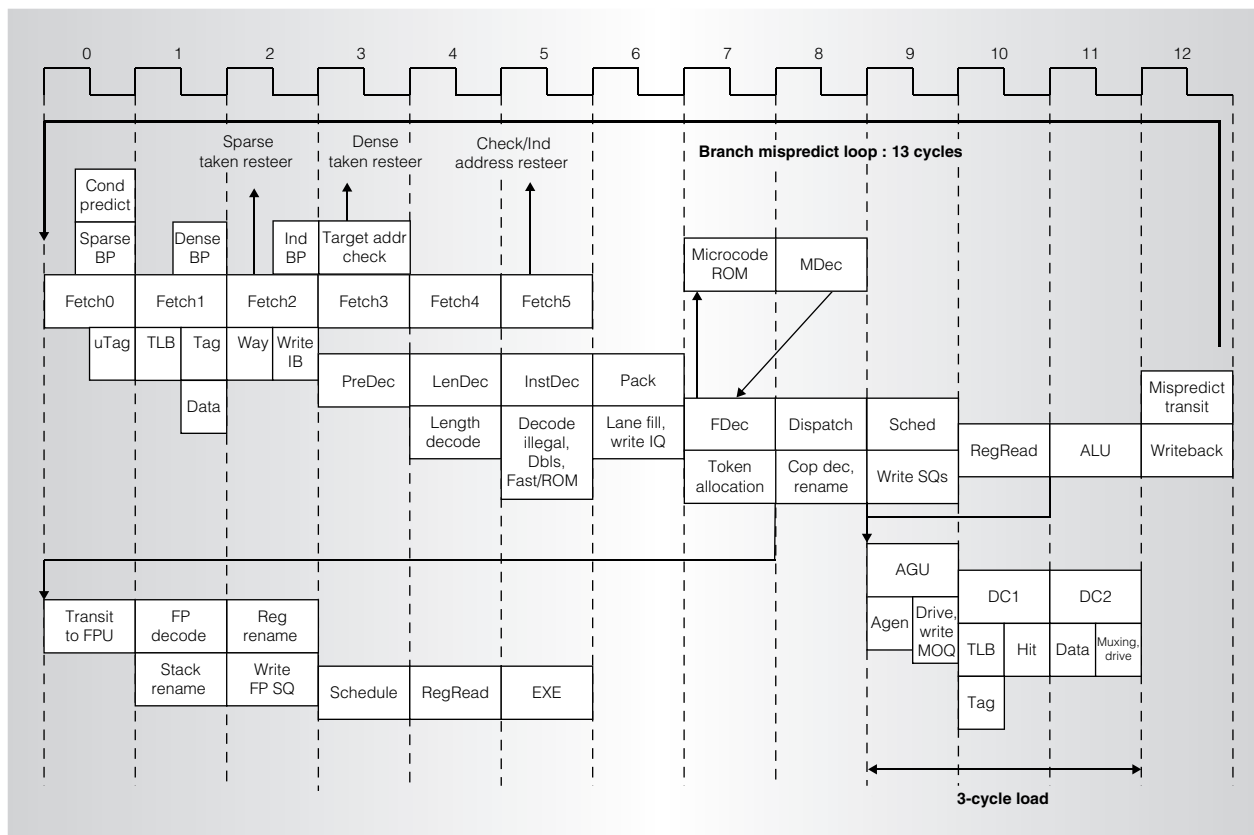 0 1 2 3 4 5 6 7 8 9 10 11 12
Sparse
taken resteer
Dense
taken resteer
Check/Ind
address resteer
Branch mispredict loop : 13 cycles
Cond
predict
Sparse
BP
Dense
BP
Ind
BP
Target addr
check
Microcode
ROM
MDec
Fetch0
Fetch1
Fetch2
Fetch3
Fetch4
Fetch5
uTag
TLB
Tag
Way
Write
IB
Data
PreDec
LenDec
InstDec
Pack
Length
decode
Decode
illegal,
Dbls,
Fast/ROM
Lane fill,
write IQ
FDec
Dispatch
Sched
Token
allocation
Cop dec,
rename
Write SQs
RegRead
ALU
Mispredict
transit
Writeback
AGU
Agen
Drive,
write
MOQ
DC1
DC2
TLB
Hit
Data
Muxing,
drive
Tag
Transit
to FPU
FP
decode
Reg
rename
Stack
rename
Write
FP SQ
Schedule
RegRead
EXE
3-cycle load